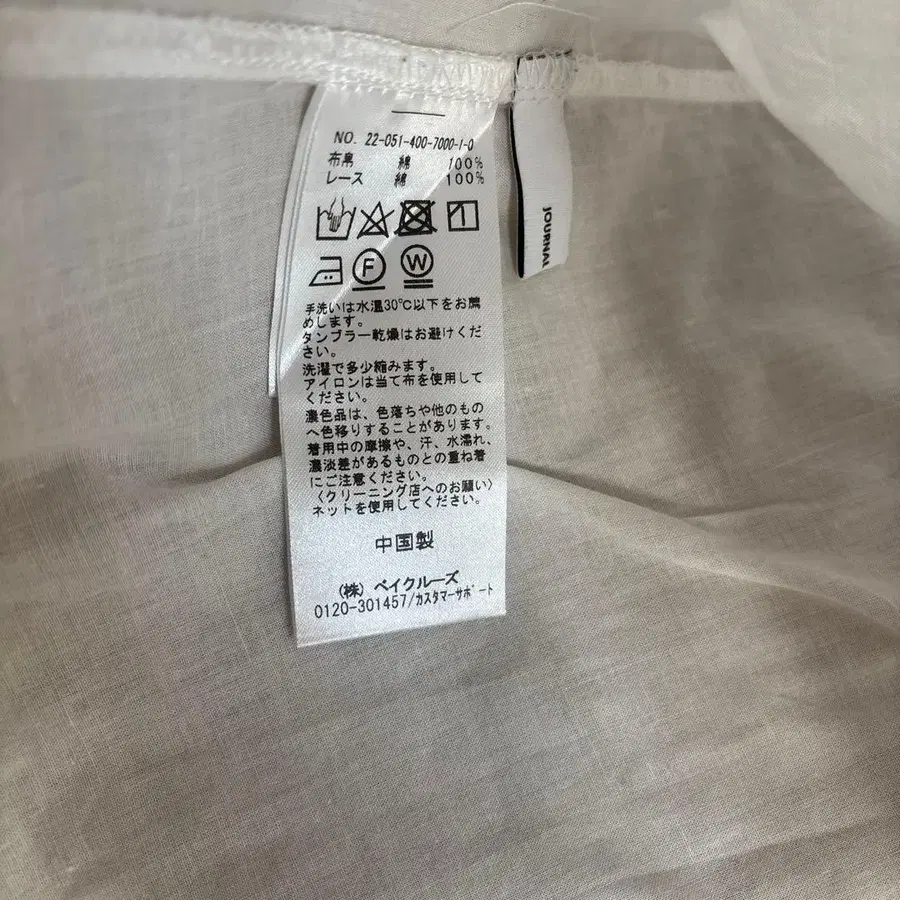 NO. 22-051-400-7000-1-0
布帛 綿 100%
レース 綿 100%
F W
手洗いは水温30℃以下をお薦
めします。
タンブラー乾燥はお避けくだ
さい。
洗濯で多少縮みます。
アイロンは当て布を使用して
ください。
濃色品は、色落ちや他のもの
へ色移りすることがあります。
着用中の摩擦や、汗、水濡れ、
濃淡差があるものとの重ね着
にご注意ください。
〈クリーニング店へのお願い〉
ネットを使用してください。
中国製
(株) ベイクルーズ
0120-301457/カスタマーサポート
JOURNAL